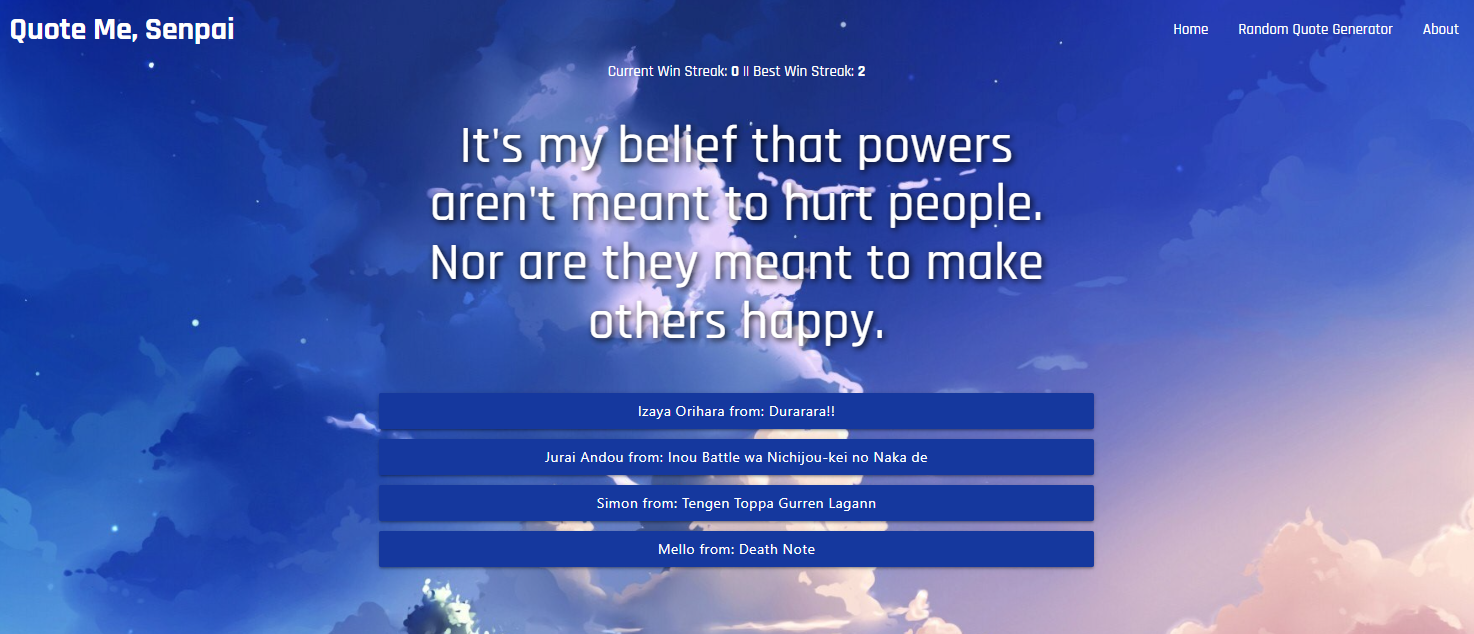 Quote Me, Senpai
Home
Random Quote Generator
About
Current Win Streak: 0 || Best Win Streak: 2
It's my belief that powers
aren't meant to hurt people.
Nor are they meant to make
others happy.
Izaya Orihara from: Durarara!!
Jurai Andou from: Inou Battle wa Nichijou-kei no Naka de
Simon from: Tengen Toppa Gurren Lagann
Mello from: Death Note